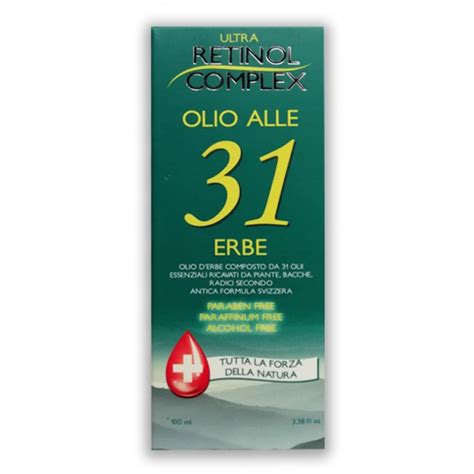 ULTRA
RETINOL
COMPLEX
OLIO ALLE
31
ERBE
OLIO D'ERBE COMPOSTO DA 31 OLII
ESSENZIALI RICAVATI DA PIANTE, BACCHE,
RADICI SECONDO
ANTICA FORMULA SVIZZERA
PARABEN FREE
PARAFFINUM FREE
ALCOHOL FREE
TUTTA LA FORZA
DELLA NATURA
100 ml 3.38 fl oz